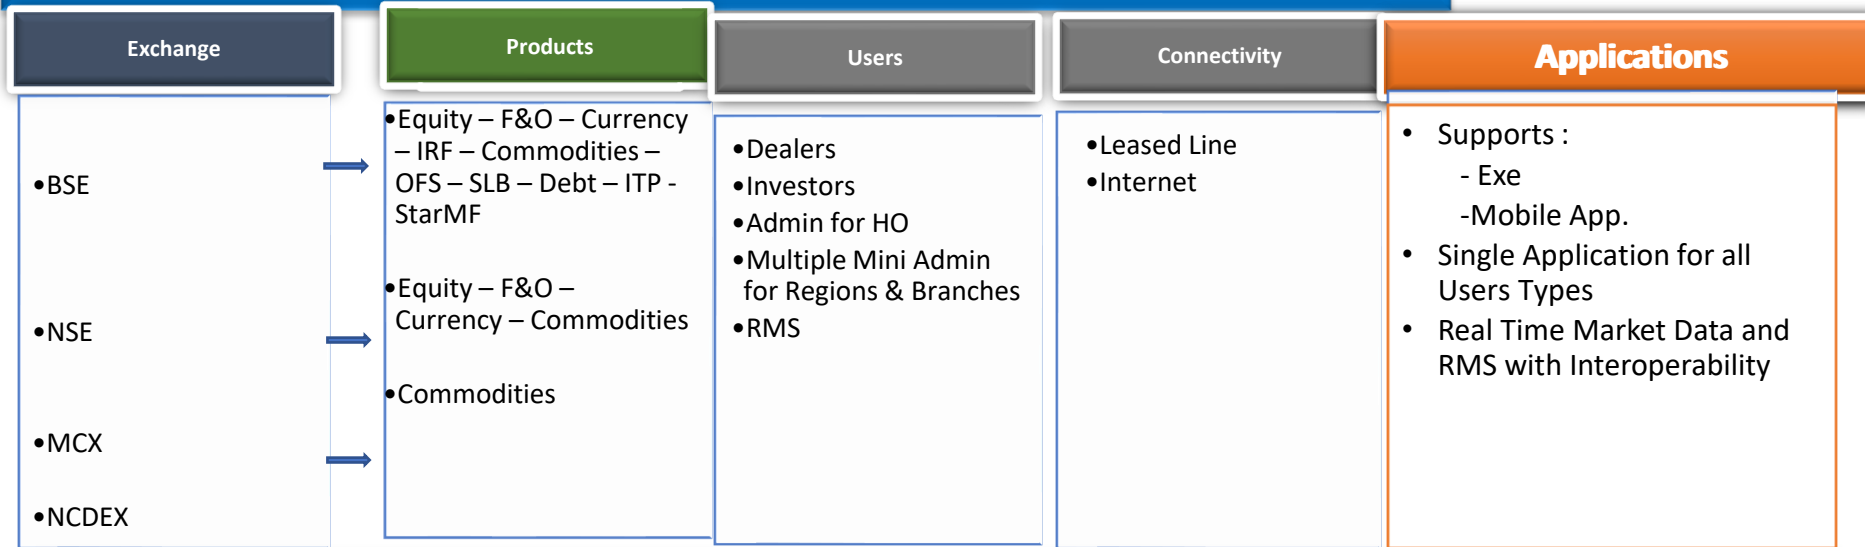 Exchange
•BSE
•NSE
•MCX
•NCDEX
Products
•Equity – F&O – Currency
– IRF – Commodities –
OFS – SLB – Debt – ITP -
StarMF
•Equity – F&O –
Currency – Commodities
•Commodities
Users
•Dealers
•Investors
•Admin for HO
•Multiple Mini Admin
for Regions & Branches
•RMS
Connectivity
•Leased Line
•Internet
Applications
• Supports :
- Exe
-Mobile App.
• Single Application for all
Users Types
• Real Time Market Data and
RMS with Interoperability